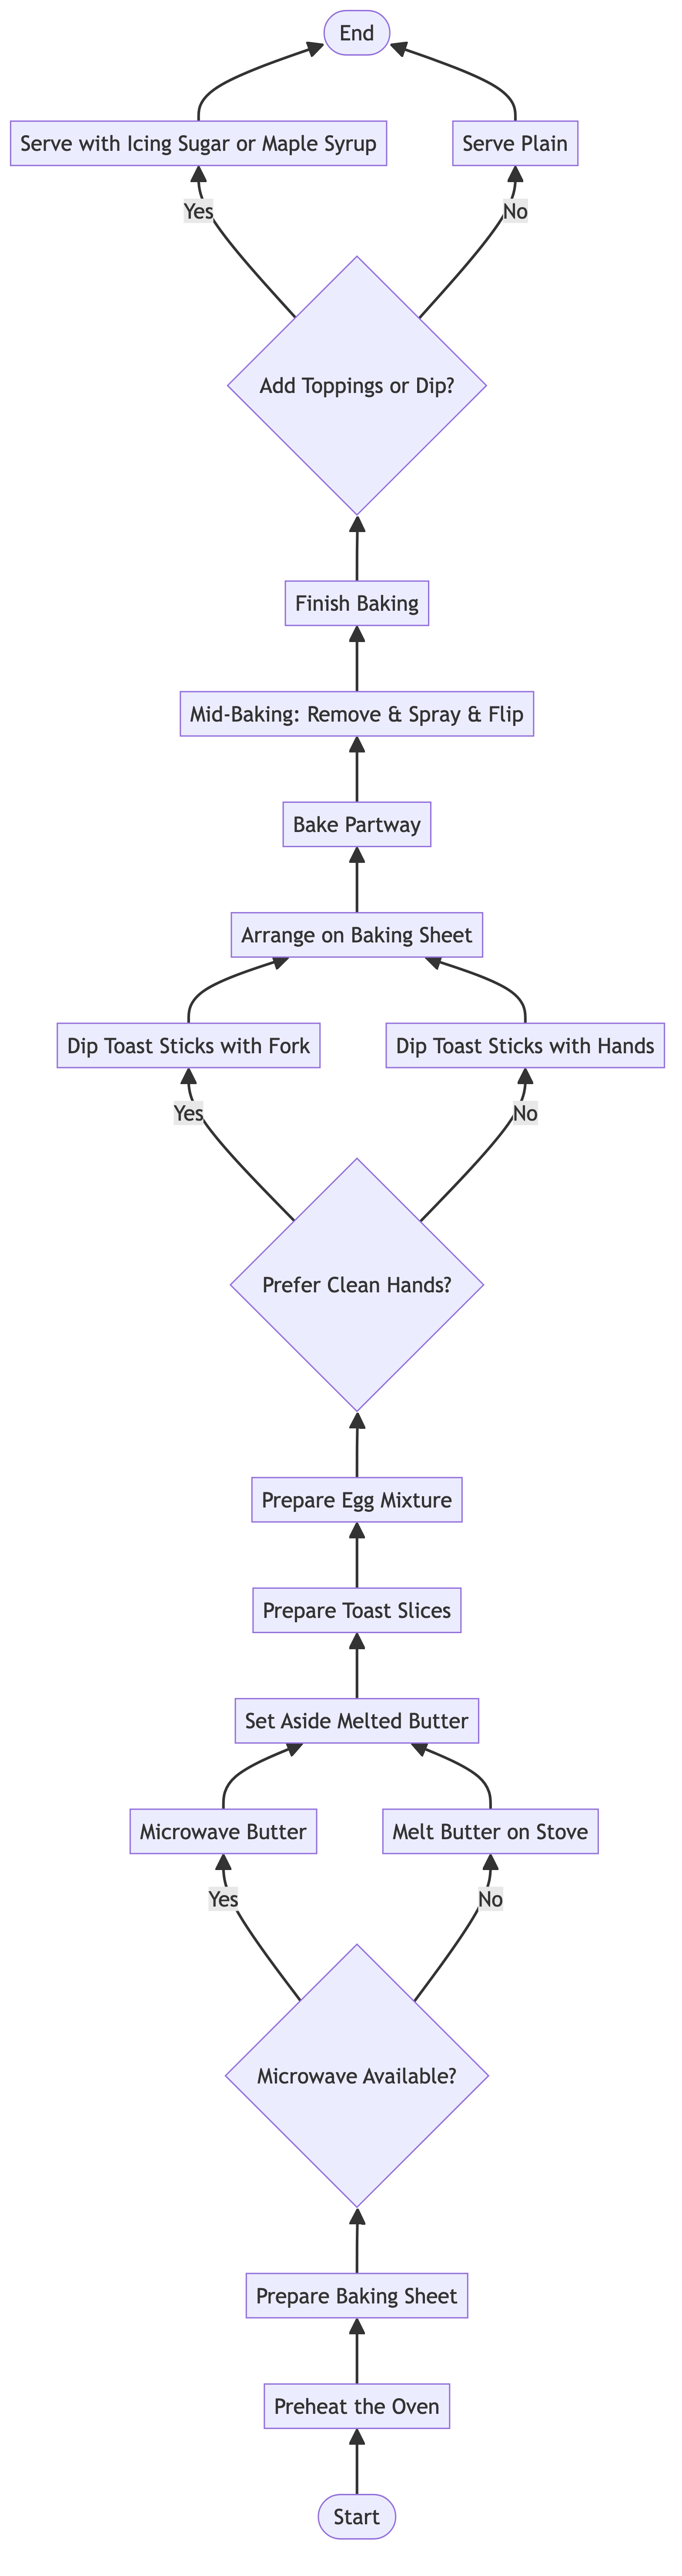 End
Serve with Icing Sugar or Maple Syrup
Serve Plain
Yes
No
Add Toppings or Dip?
Finish Baking
Mid-Baking: Remove & Spray & Flip
Bake Partway
Arrange on Baking Sheet
Dip Toast Sticks with Fork
Dip Toast Sticks with Hands
Yes
No
Prefer Clean Hands?
Prepare Egg Mixture
Prepare Toast Slices
Set Aside Melted Butter
Microwave Butter
Melt Butter on Stove
Yes
No
Microwave Available?
Prepare Baking Sheet
Preheat the Oven
Start